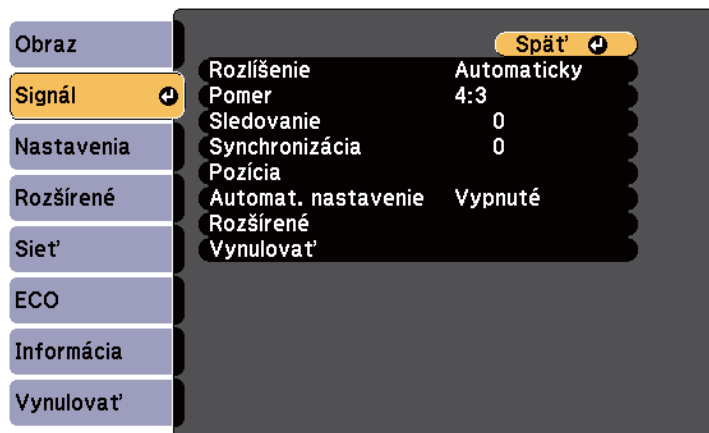 Obraz
Signál
Nastavenia
Rozšírené
Sieť
ECO
Informácia
Vynulovať
Späť
Rozlíšenie Automaticky
Pomer 4:3
Sledovanie 0
Synchronizácia 0
Pozícia
Automat. nastavenie Vypnuté
Rozšírené
Vynulovať